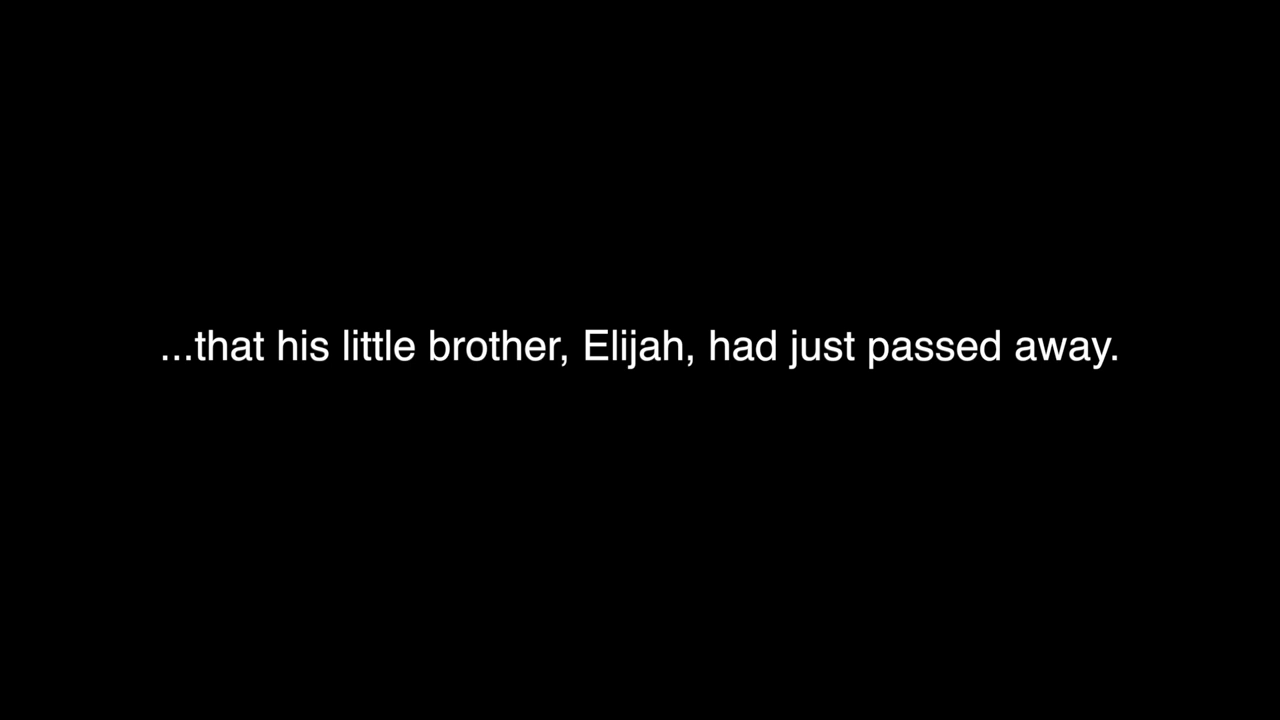 ...that his little brother, Elijah, had just passed away.